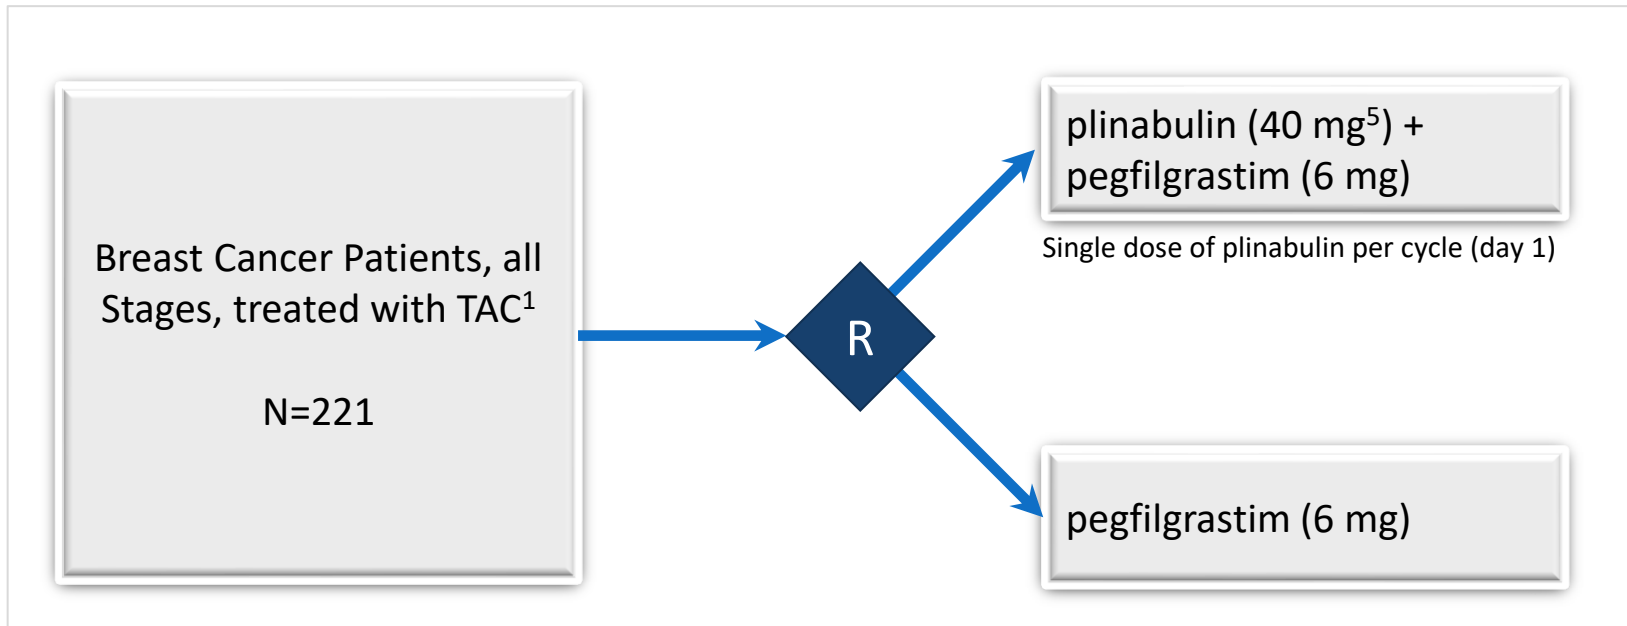 Breast Cancer Patients, all
Stages, treated with TAC¹
N=221
R
plinabulin (40 mg⁵) +
pegfilgrastim (6 mg)
Single dose of plinabulin per cycle (day 1)
pegfilgrastim (6 mg)